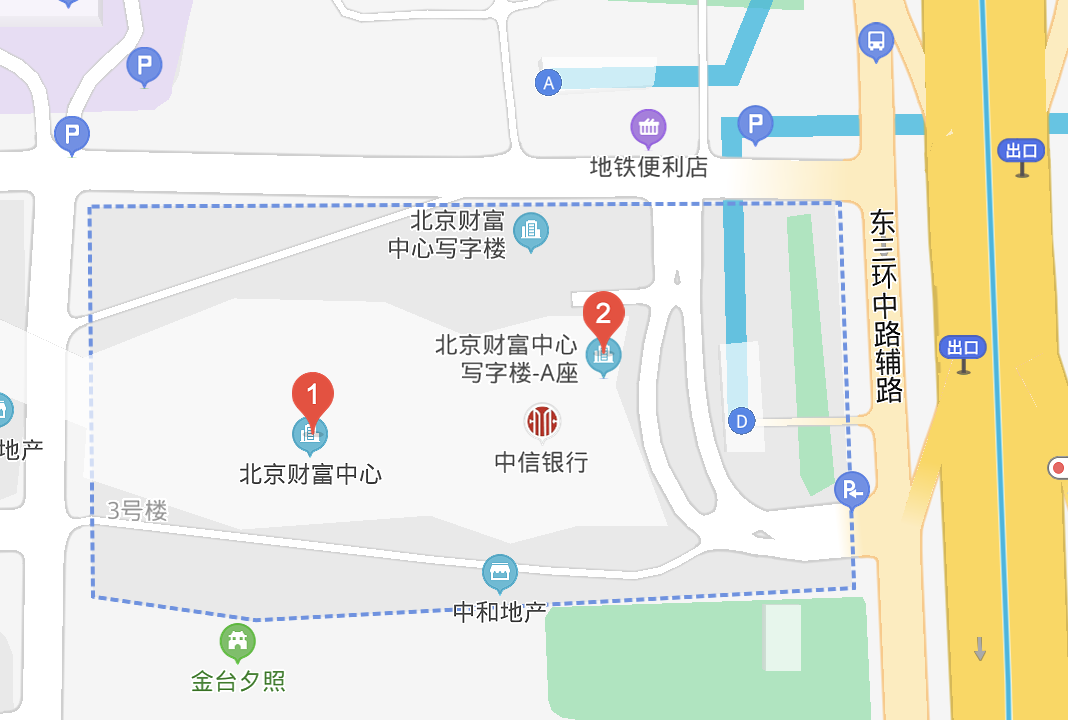 P
P
A
P
地铁便利店
出口
北京财富
中心写字楼
东三环中路辅路
2
北京财富中心
写字楼-A座
出口
1
D
北京财富中心
中信银行
地产
P
3号楼
中和地产
金台夕照